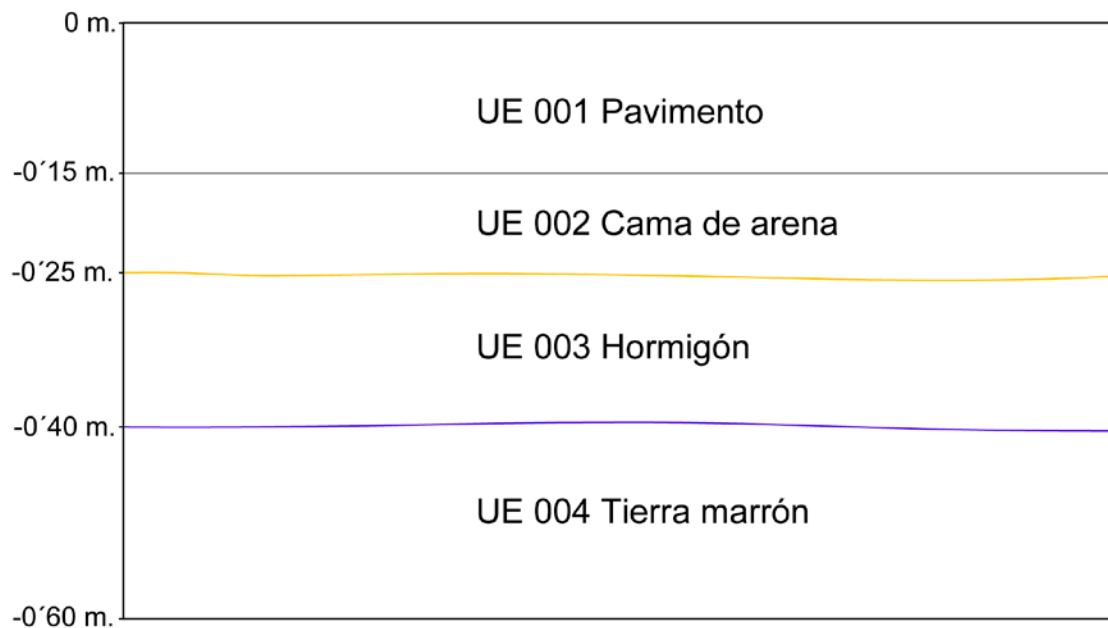 0 m.
UE 001 Pavimento
-0´15 m.
UE 002 Cama de arena
-0´25 m.
UE 003 Hormigón
-0´40 m.
UE 004 Tierra marrón
-0´60 m.